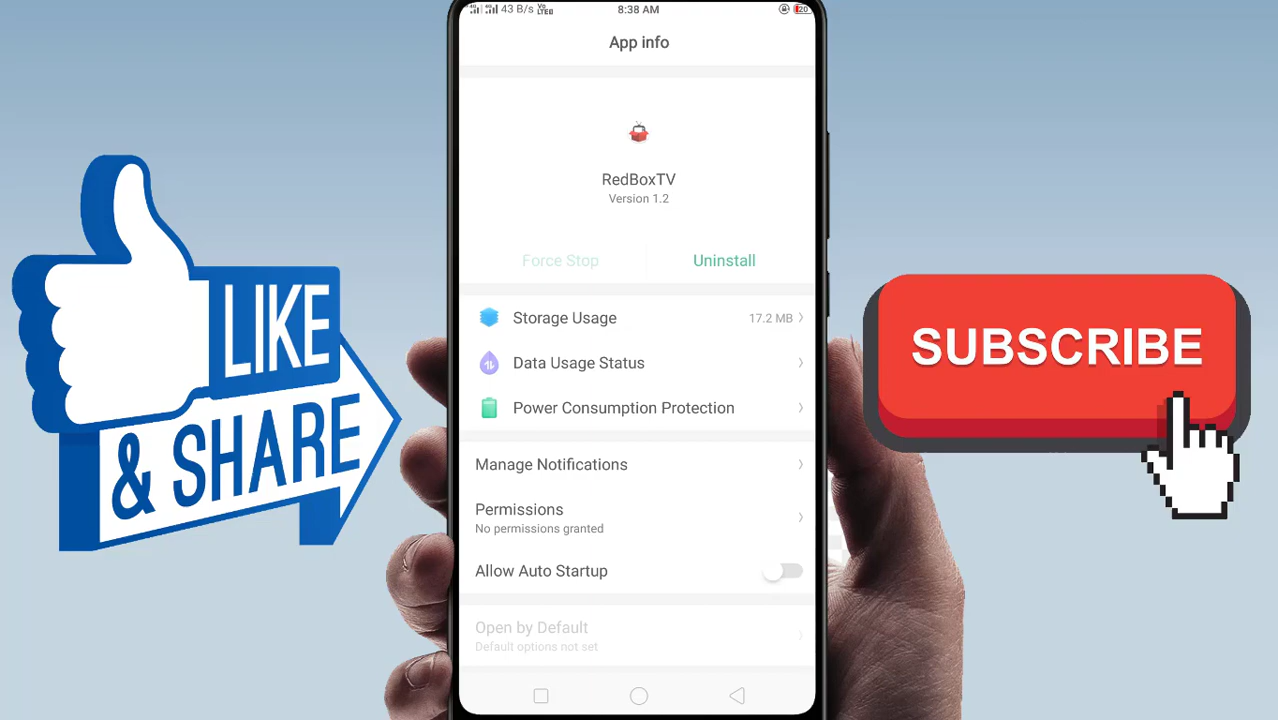 43 B/s
8:38 AM
20
App info
RedBoxTV
Version 1.2
Force Stop
Uninstall
Storage Usage
17.2 MB
Data Usage Status
Power Consumption Protection
Manage Notifications
Permissions
No permissions granted
Allow Auto Startup
Open by Default
Default options not set
LIKE
& SHARE
SUBSCRIBE